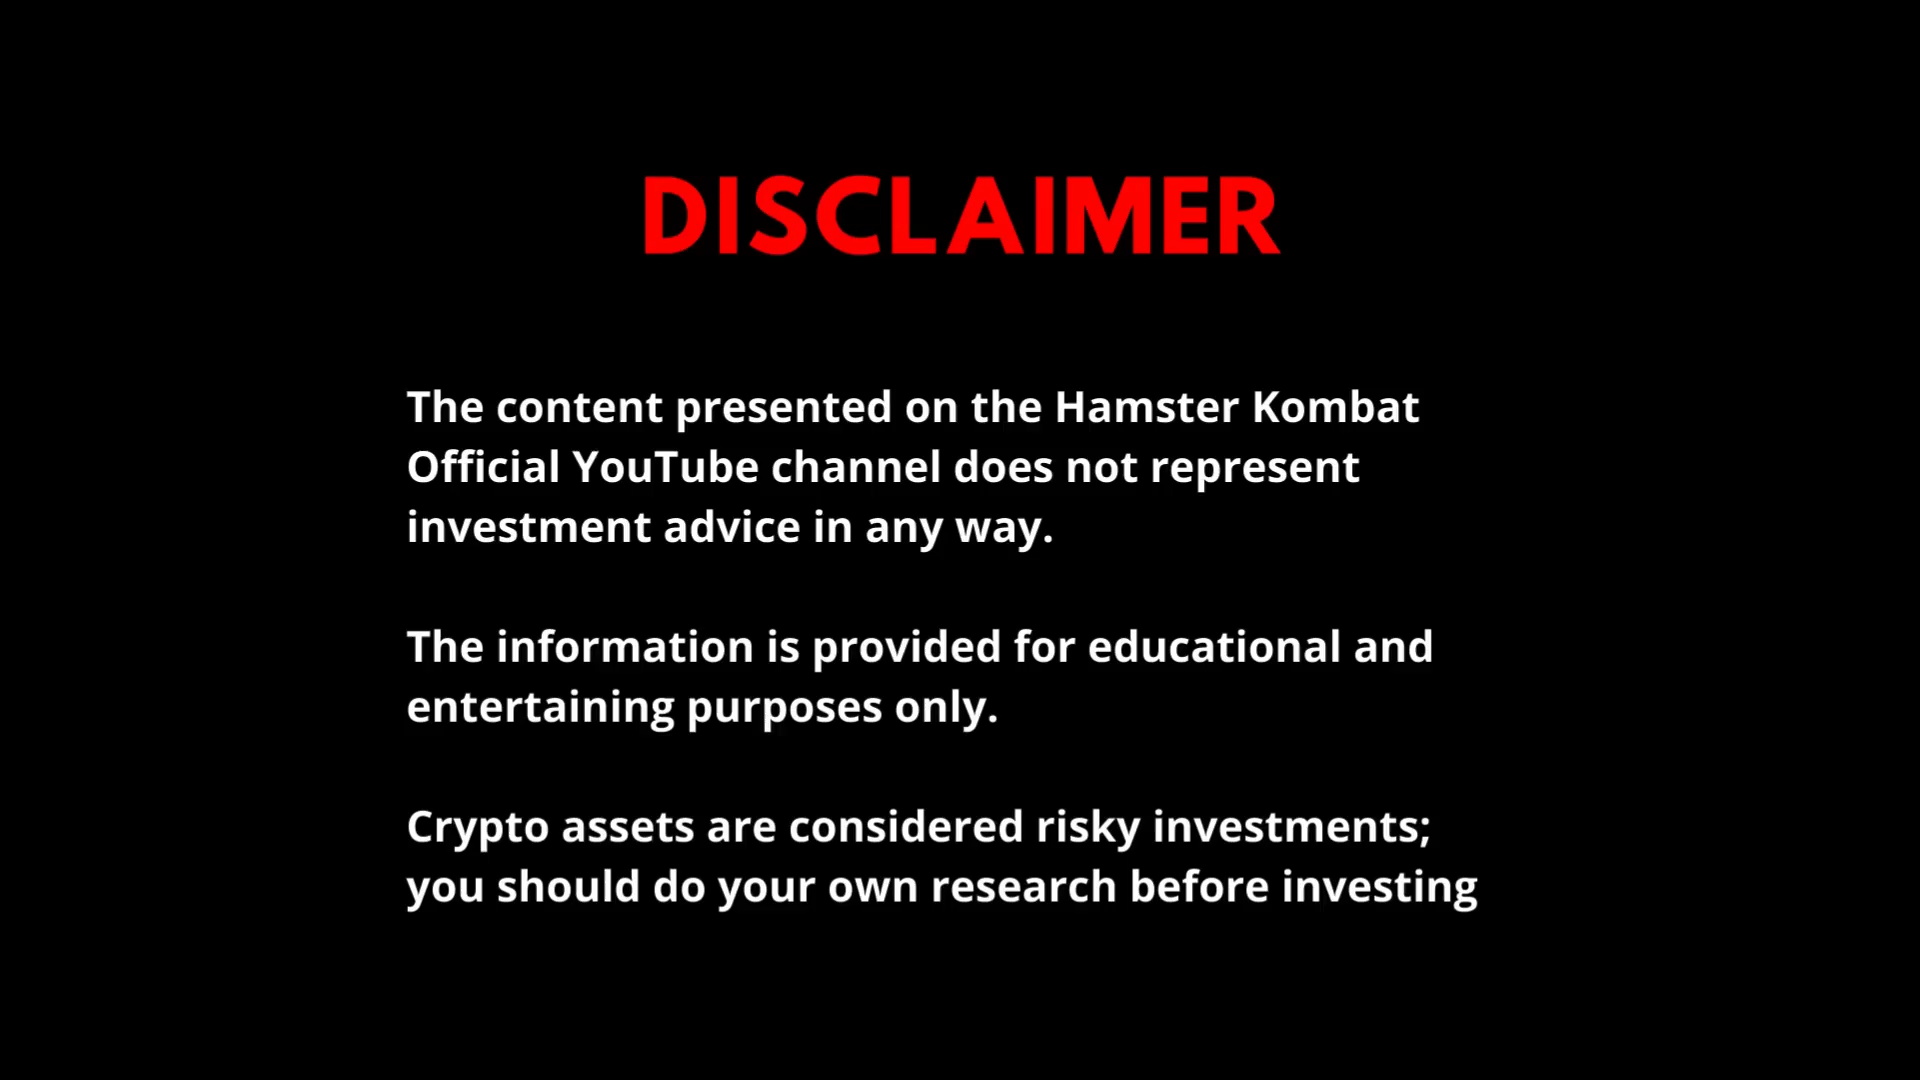 DISCLAIMER
The content presented on the Hamster Kombat
Official YouTube channel does not represent
investment advice in any way.
The information is provided for educational and
entertaining purposes only.
Crypto assets are considered risky investments;
you should do your own research before investing